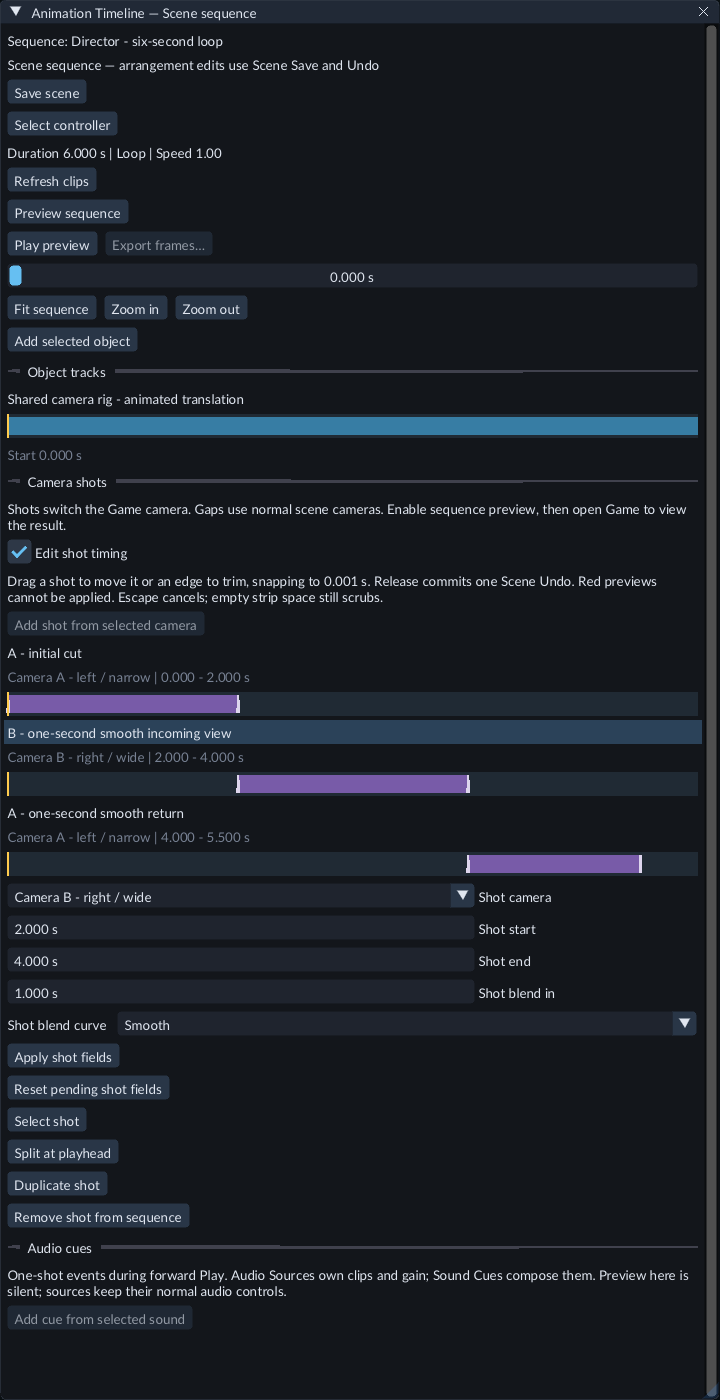 Animation Timeline — Scene sequence
Sequence: Director - six-second loop
Scene sequence — arrangement edits use Scene Save and Undo
Save scene
Select controller
Duration 6.000 s | Loop | Speed 1.00
Refresh clips
Preview sequence
Play preview Export frames...
0.000 s
Fit sequence Zoom in Zoom out
Add selected object
Object tracks
Shared camera rig - animated translation
Start 0.000 s
Camera shots
Shots switch the Game camera. Gaps use normal scene cameras. Enable sequence preview, then open Game to view
the result.
Edit shot timing
Drag a shot to move it or an edge to trim, snapping to 0.001 s. Release commits one Scene Undo. Red previews
cannot be applied. Escape cancels; empty strip space still scrubs.
Add shot from selected camera
A - initial cut
Camera A - left / narrow | 0.000 - 2.000 s
B - one-second smooth incoming view
Camera B - right / wide | 2.000 - 4.000 s
A - one-second smooth return
Camera A - left / narrow | 4.000 - 5.500 s
Camera B - right / wide Shot camera
2.000 s Shot start
4.000 s Shot end
1.000 s Shot blend in
Shot blend curve Smooth
Apply shot fields
Reset pending shot fields
Select shot
Split at playhead
Duplicate shot
Remove shot from sequence
Audio cues
One-shot events during forward Play. Audio Sources own clips and gain; Sound Cues compose them. Preview here is
silent; sources keep their normal audio controls.
Add cue from selected sound